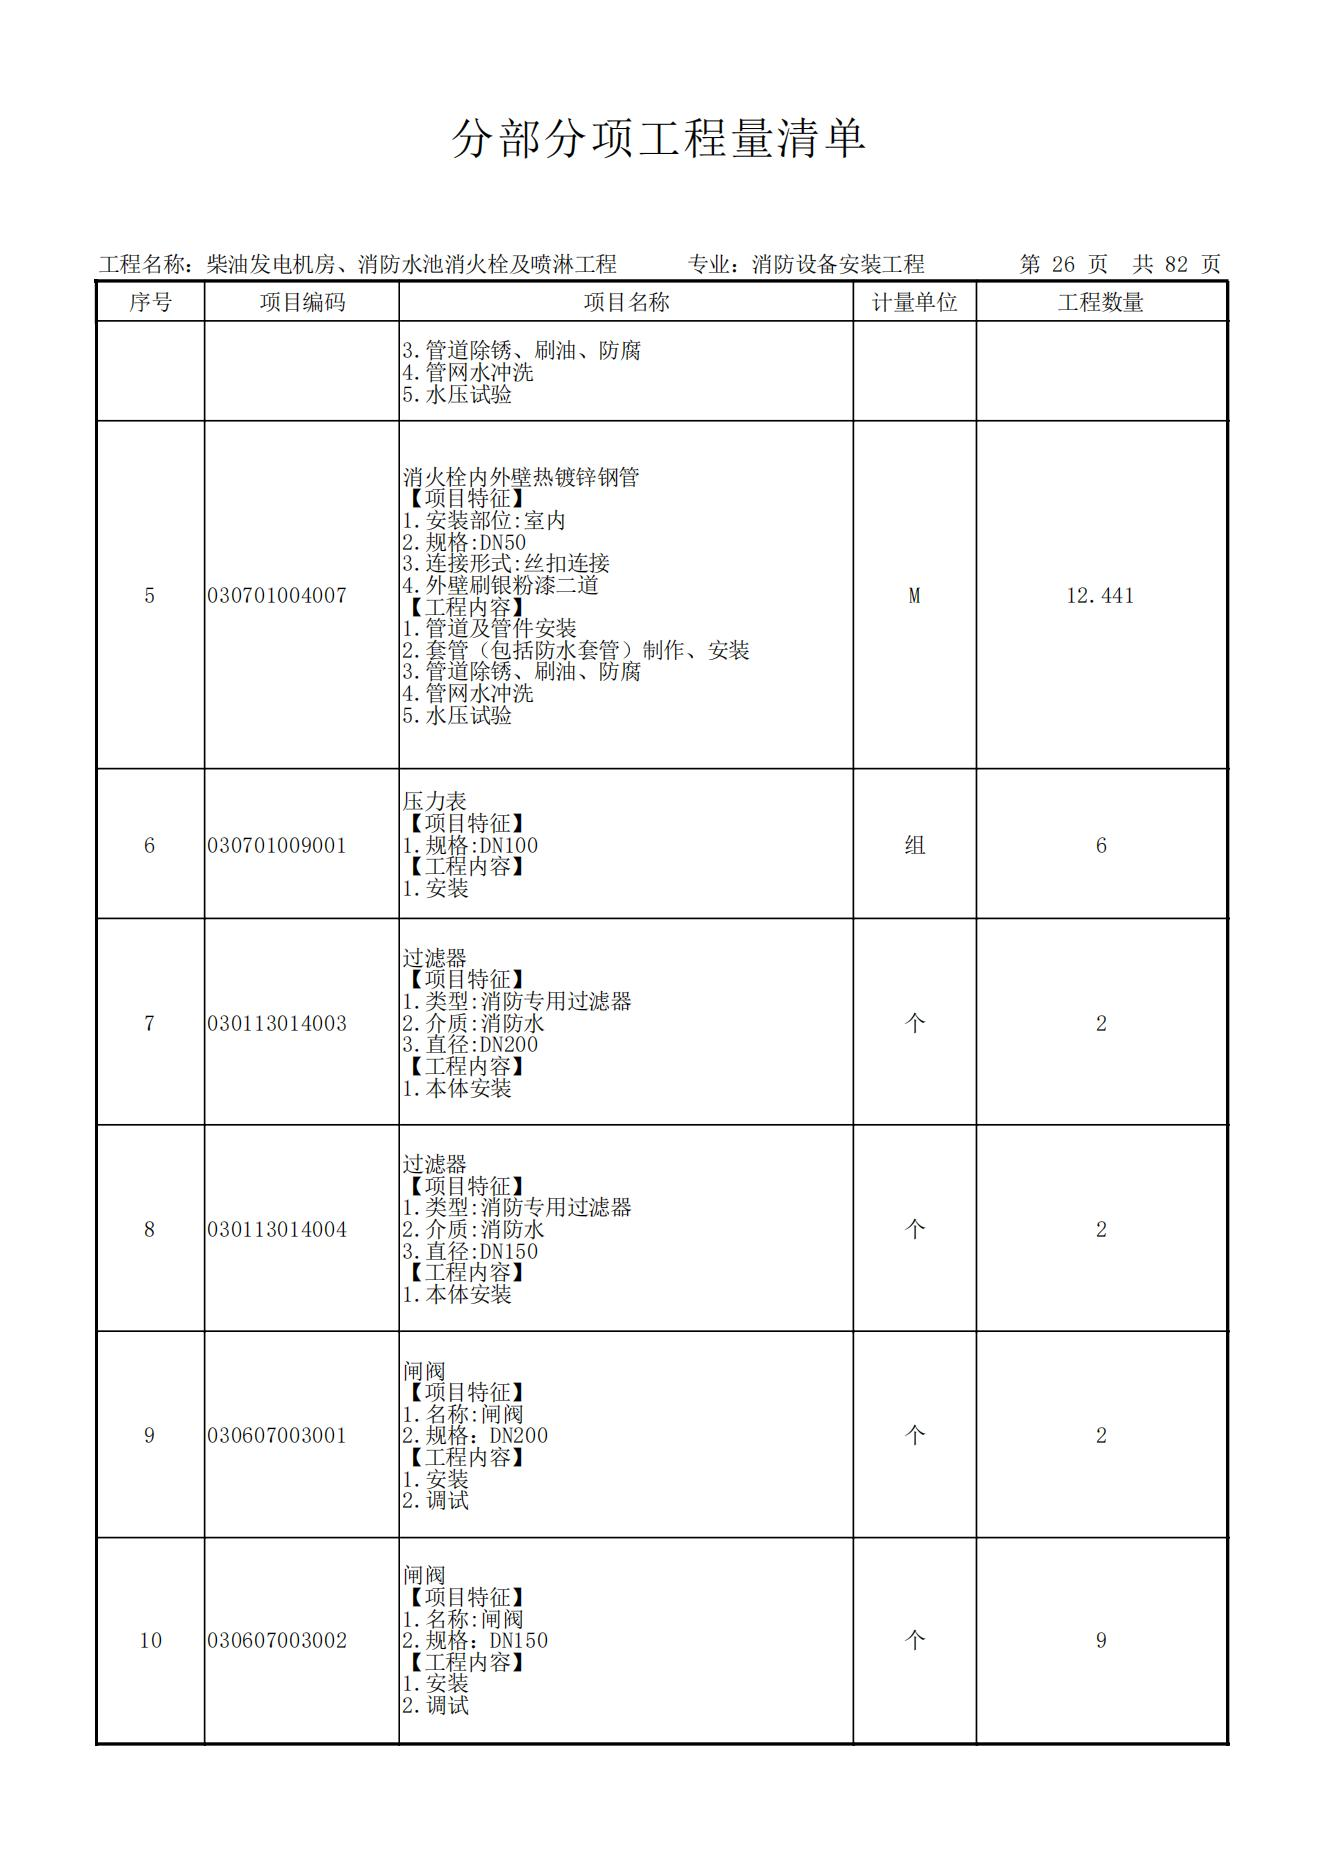 分部分项工程量清单
工程名称：柴油发电机房、消防水池消火栓及喷淋工程 专业：消防设备安装工程 第 26 页 共 82 页
序号 项目编码 项目名称 计量单位 工程数量
3.管道除锈、刷油、防腐
4.管网水冲洗
5.水压试验
消火栓内外壁热镀锌钢管
【项目特征】
1.安装部位:室内
2.规格:DN50
3.连接形式:丝扣连接
4.外壁刷银粉漆二道
5 030701004007 M 12.441
【工程内容】
1.管道及管件安装
2.套管（包括防水套管）制作、安装
3.管道除锈、刷油、防腐
4.管网水冲洗
5.水压试验
压力表
【项目特征】
6 030701009001 1.规格:DN100 组 6
【工程内容】
1.安装
过滤器
【项目特征】
1.类型:消防专用过滤器
7 030113014003 2.介质:消防水 个 2
3.直径:DN200
【工程内容】
1.本体安装
过滤器
【项目特征】
1.类型:消防专用过滤器
8 030113014004 2.介质:消防水 个 2
3.直径:DN150
【工程内容】
1.本体安装
闸阀
【项目特征】
1.名称:闸阀
9 030607003001 2.规格：DN200 个 2
【工程内容】
1.安装
2.调试
闸阀
【项目特征】
1.名称:闸阀
10 030607003002 2.规格：DN150 个 9
【工程内容】
1.安装
2.调试